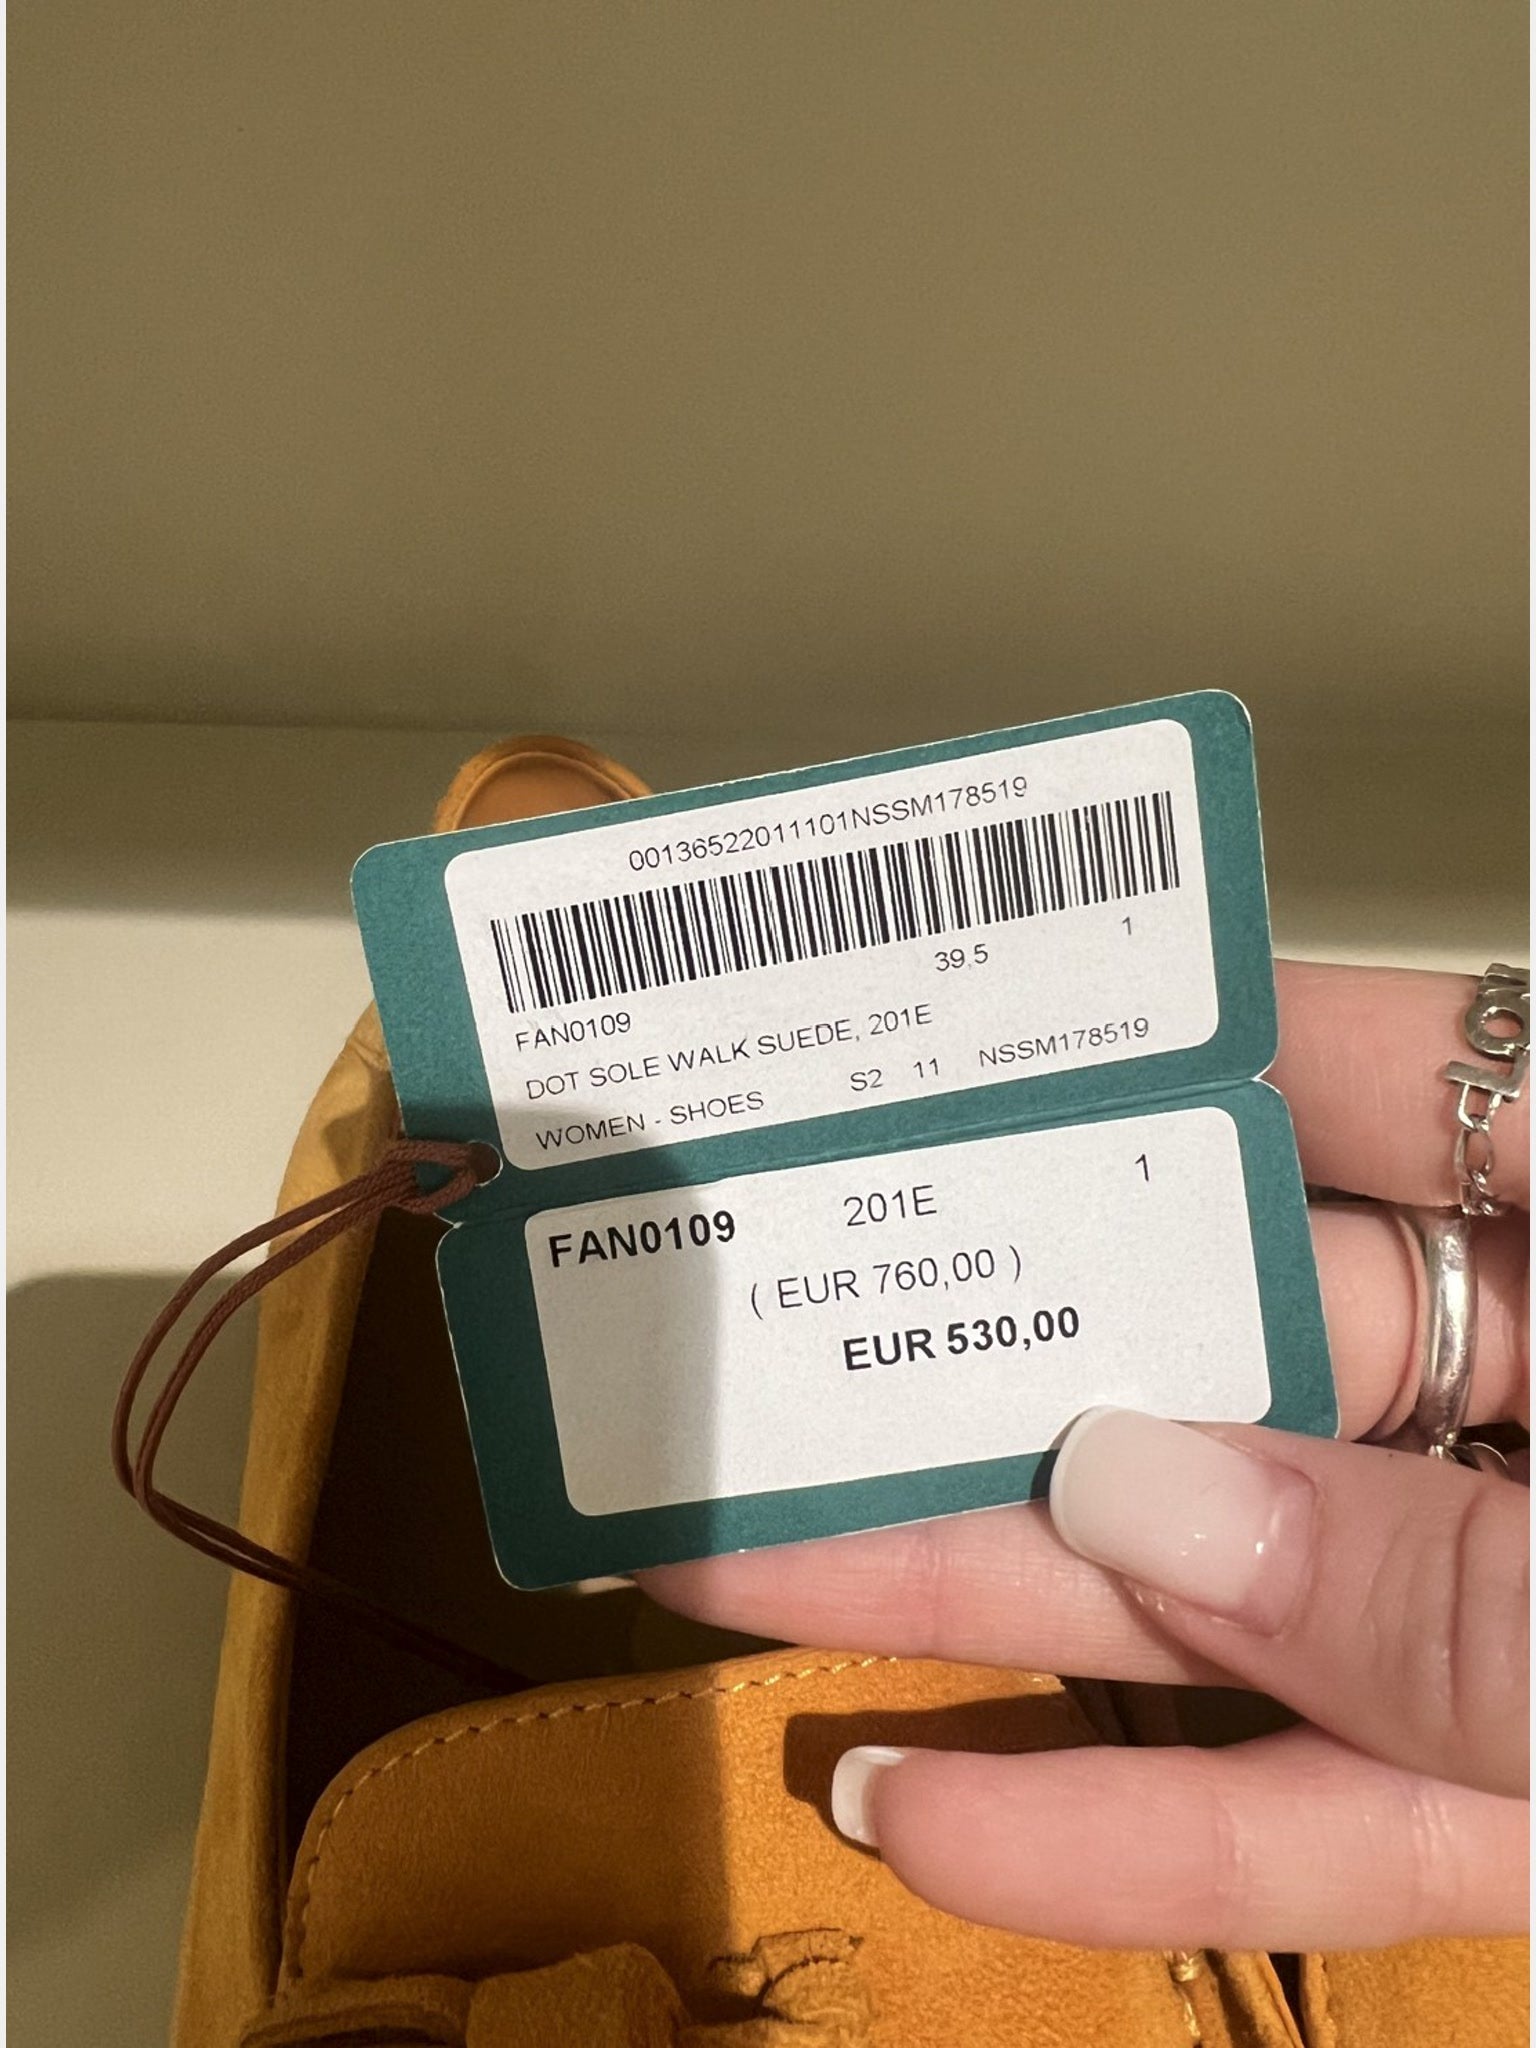 00136522011101NSSM178519
39,5 1
FAN0109
DOT SOLE WALK SUEDE, 201E
WOMEN - SHOES S2 11 NSSM178519
FAN0109 201E 1
( EUR 760,00 )
EUR 530,00